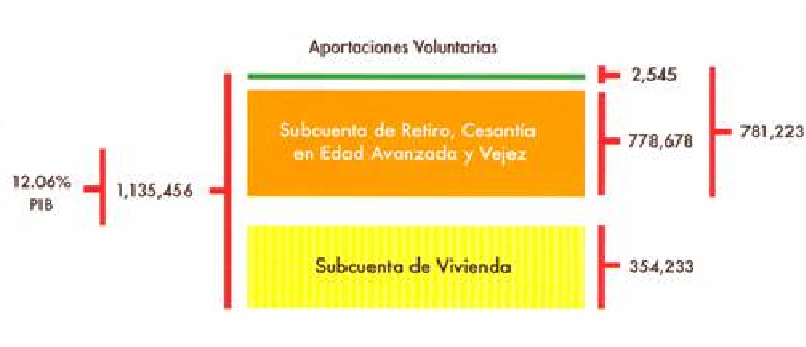 Aportaciones Voluntarias
2,545
Subcuenta de Retiro, Cesantía
en Edad Avanzada y Vejez
778,678
781,223
12.06%
PIB
1,135,456
Subcuenta de Vivienda
354,233